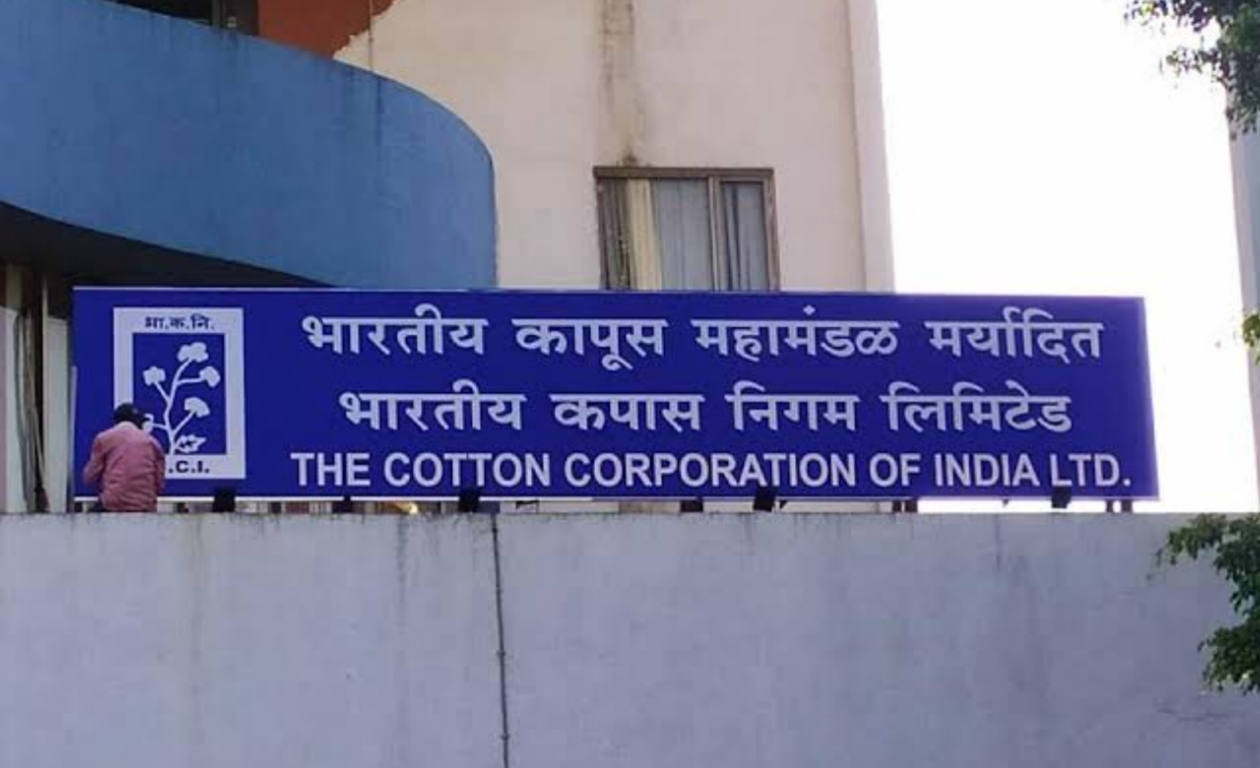 भा.क.नि.
.C.I.
भारतीय कापूस महामंडळ मर्यादित
भारतीय कपास निगम लिमिटेड
THE COTTON CORPORATION OF INDIA LTD.